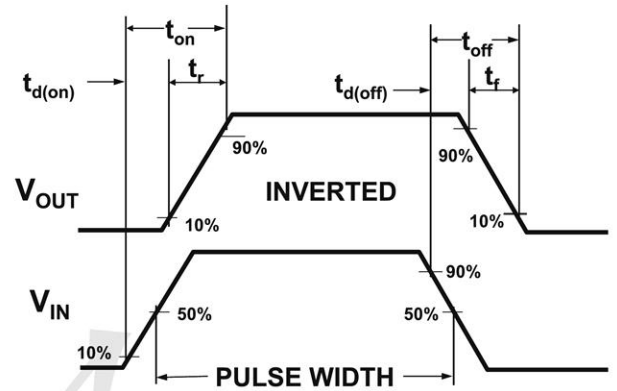 t_on
t_off
t_d(on)
t_r
t_d(off)
t_f
90%
90%
V_OUT
INVERTED
10%
10%
90%
V_IN
50%
50%
10%
PULSE WIDTH